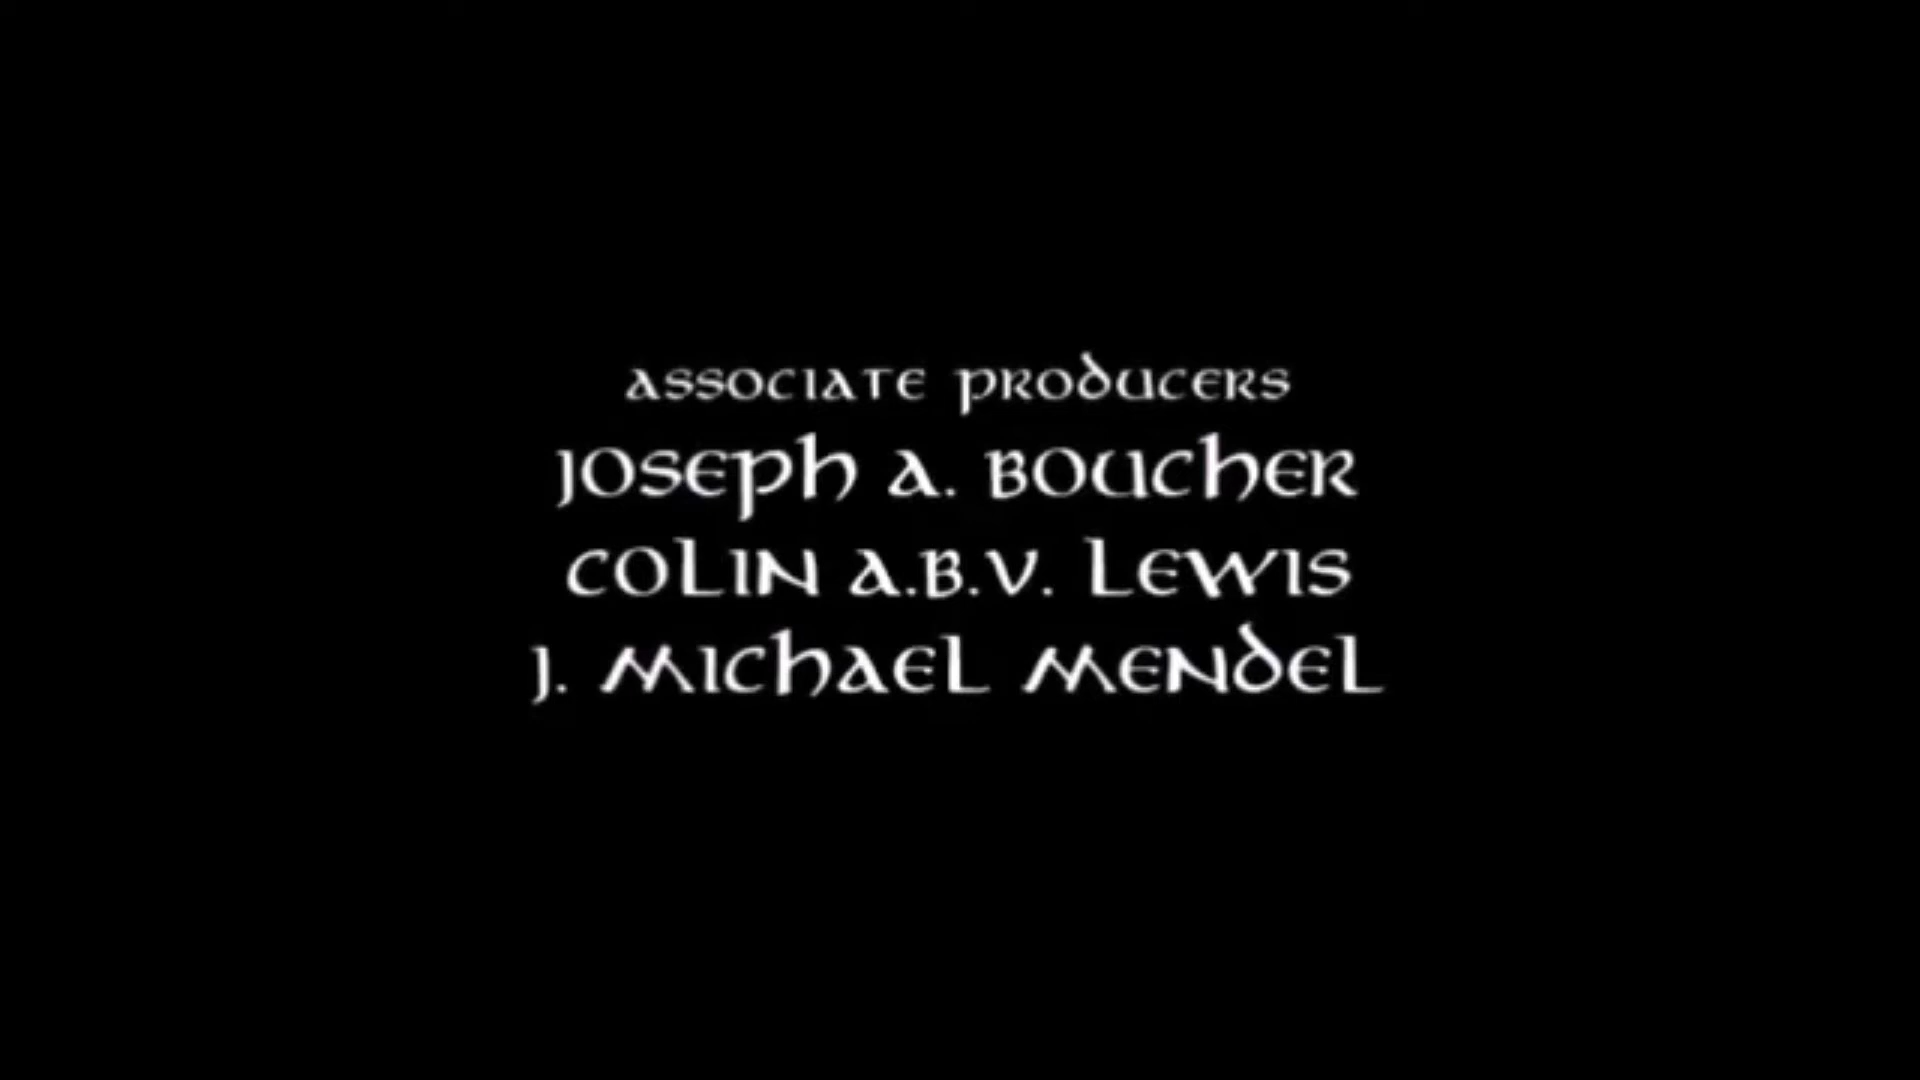 ASSOCIATE PRODUCERS
JOSEPH A. BOUCHER
COLIN A.B.V. LEWIS
J. MICHAEL MENDEL